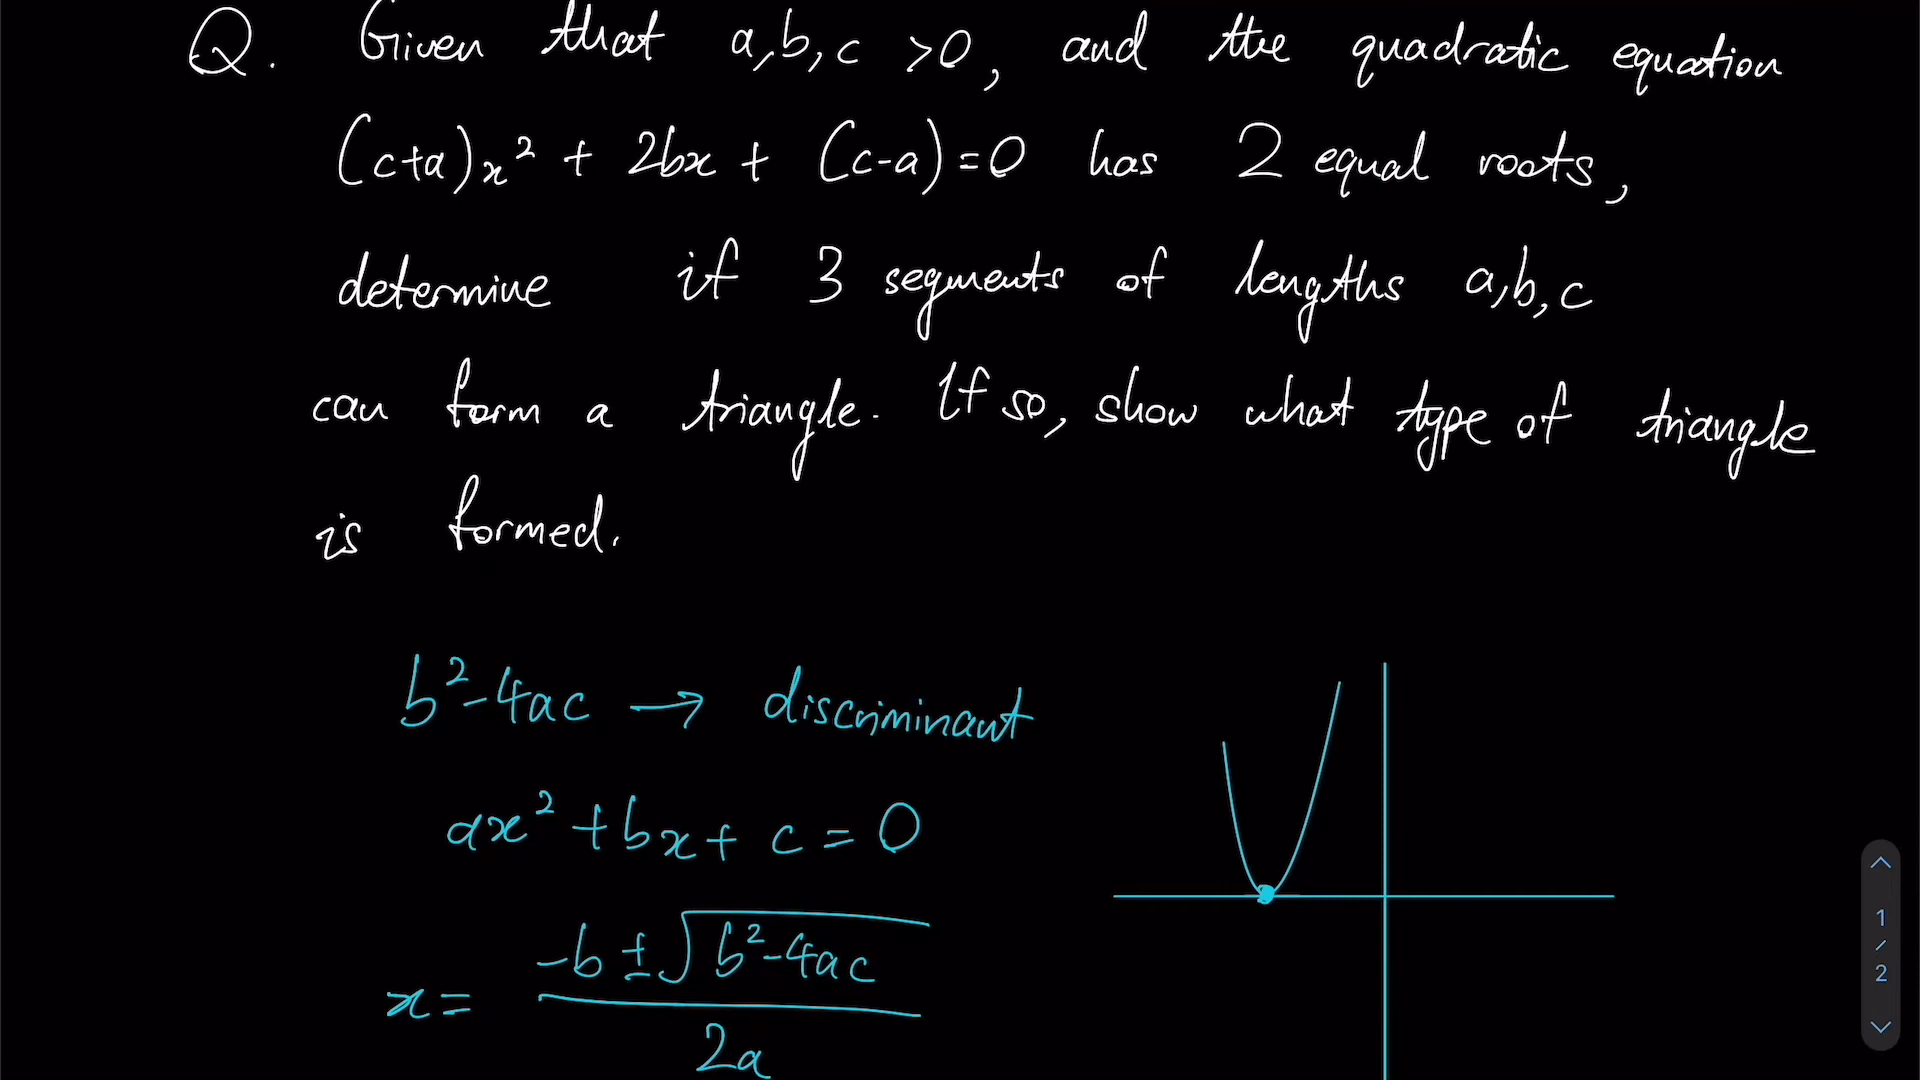 Q. Given that a,b,c >0, and the quadratic equation
(c+a)x² + 2bx + (c-a)=0 has 2 equal roots,
determine if 3 segments of lengths a,b,c
can form a triangle. If so, show what type of triangle
is formed.
b²-4ac → discriminant
ax² + bx + c = 0
x = (-b ± √(b²-4ac)) / 2a
1
/
2